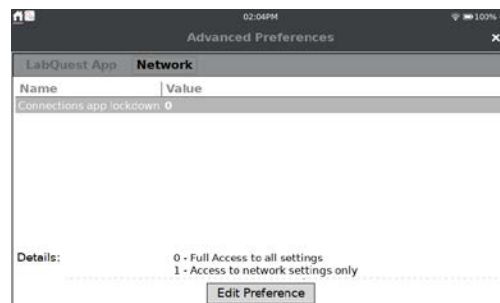 02:04PM 100%
Advanced Preferences x
LabQuest App Network
Name Value
Connections app lockdown 0
Details: 0 - Full Access to all settings
1 - Access to network settings only
Edit Preference